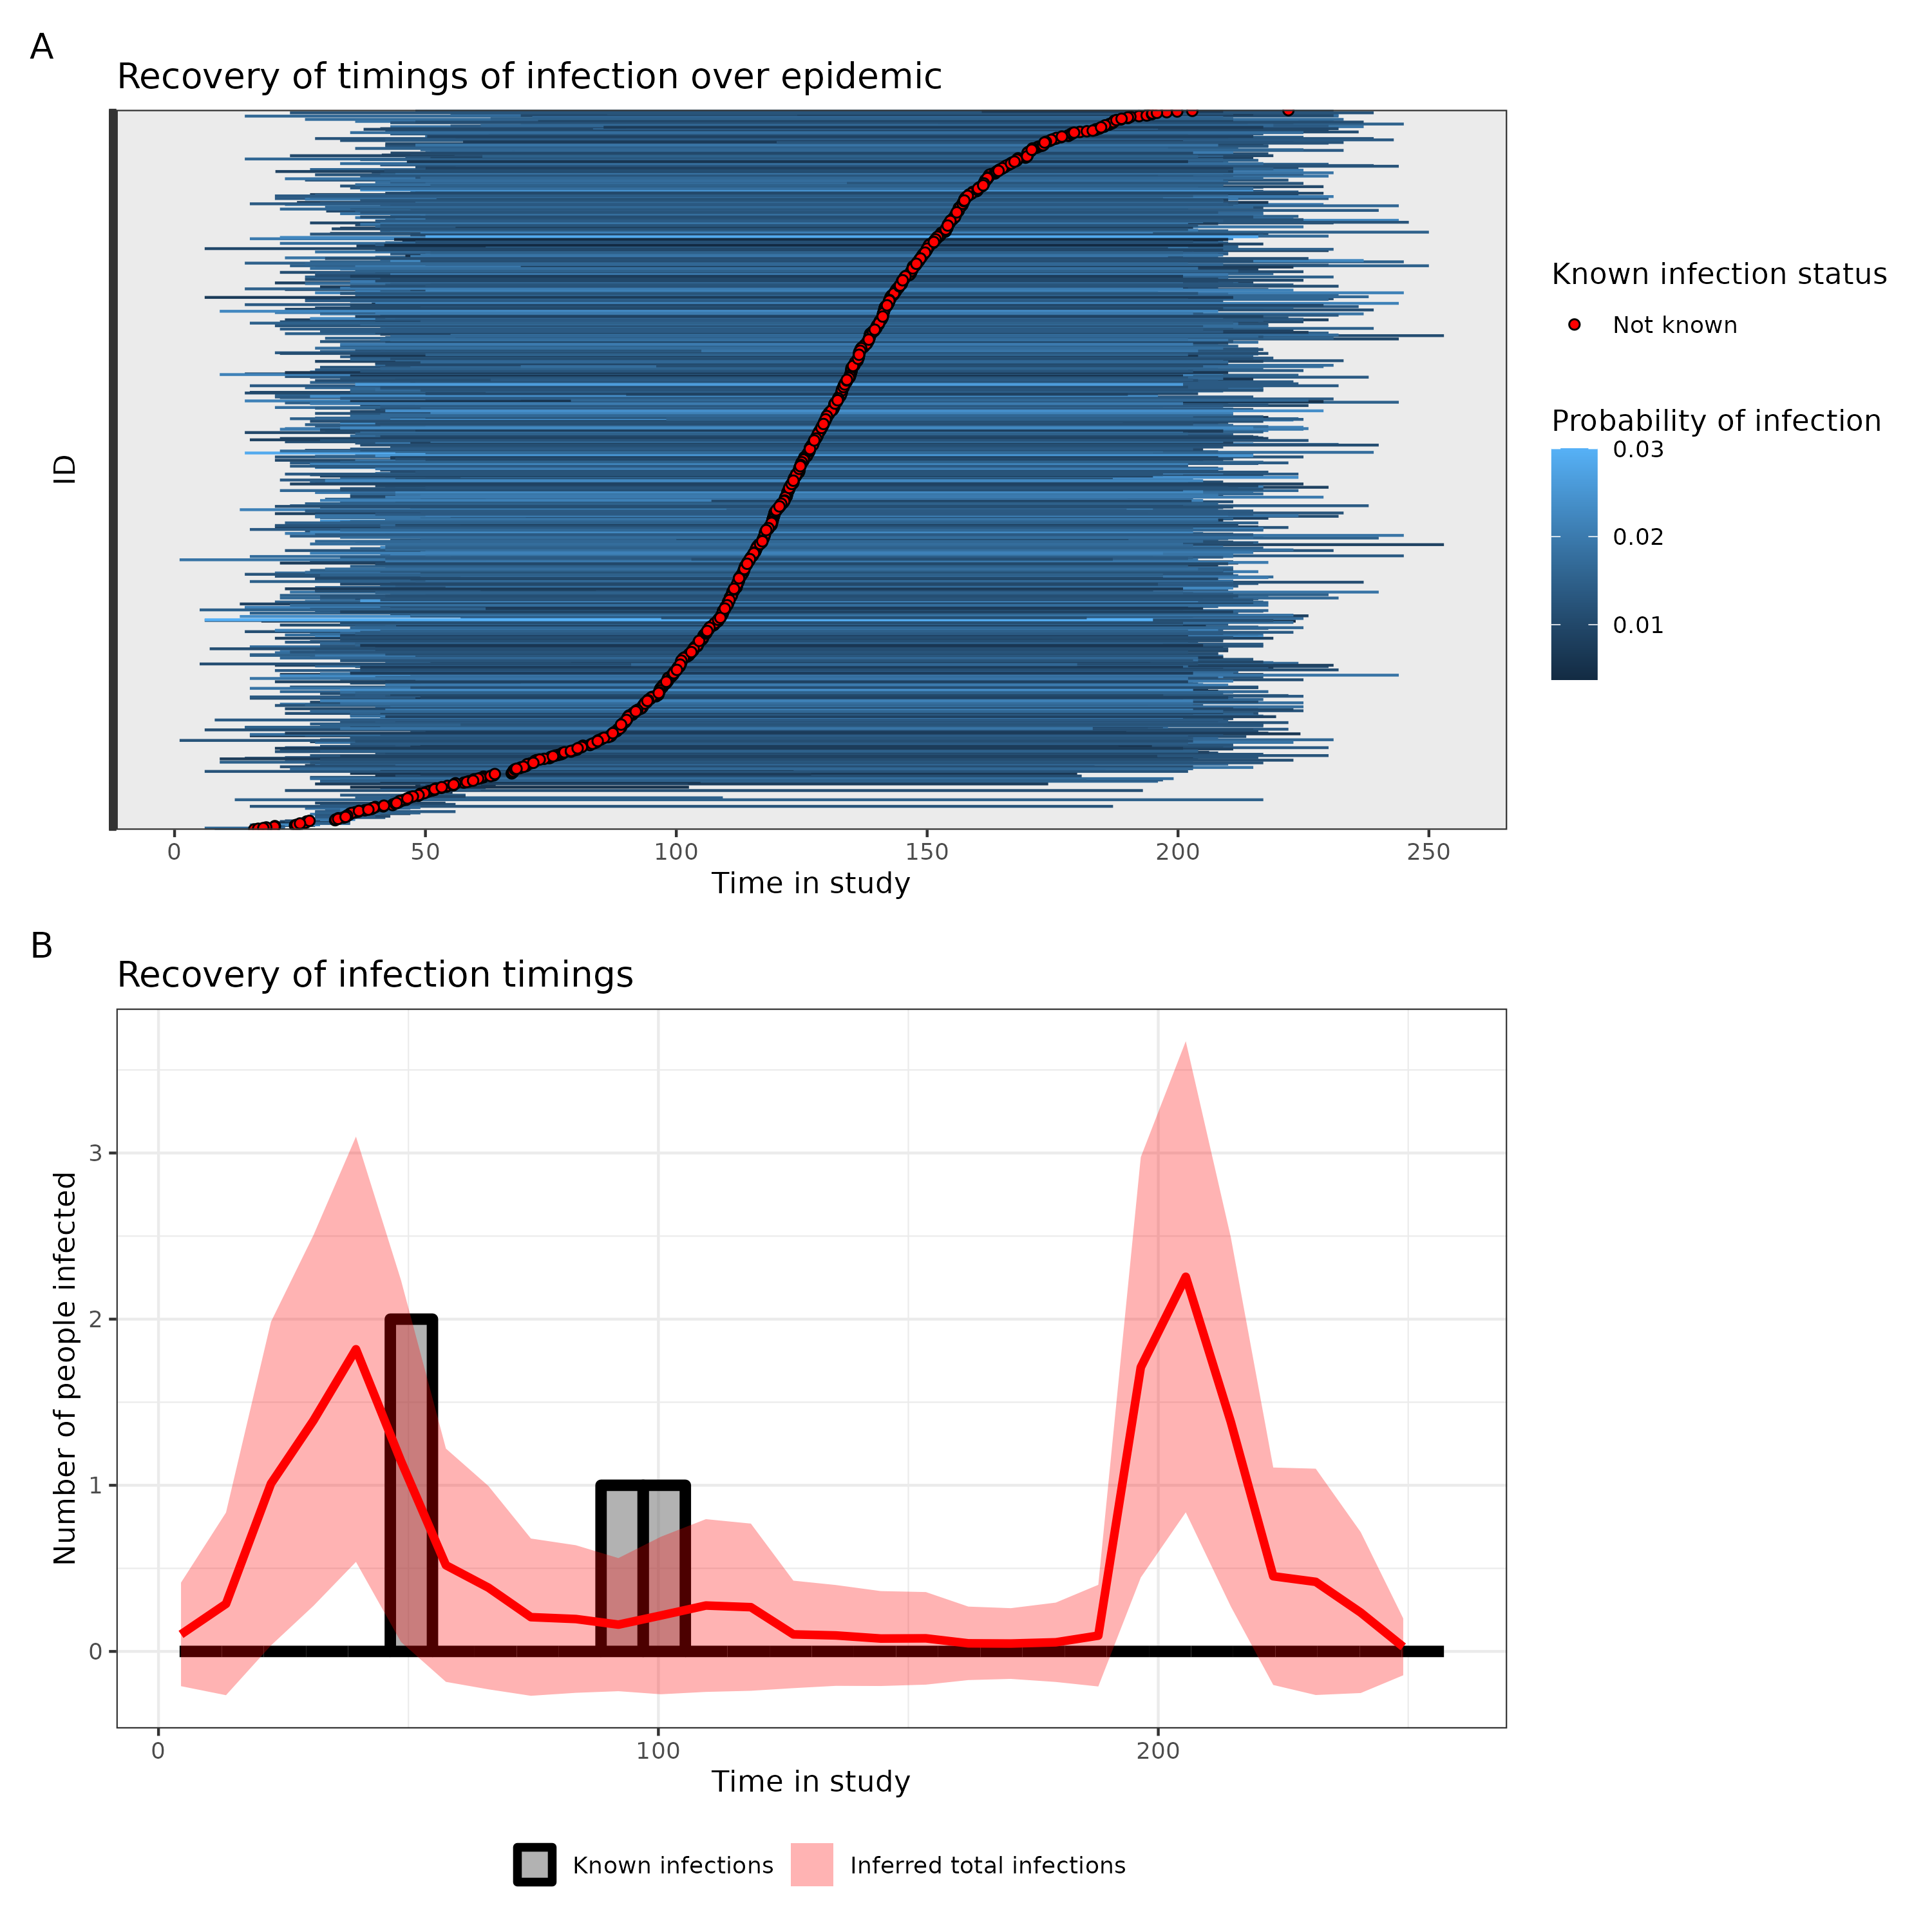 A
Recovery of timings of infection over epidemic
ID
0 50 100 150 200 250
Time in study
Known infection status
Not known
Probability of infection
0.03
0.02
0.01
B
Recovery of infection timings
Number of people infected
3
2
1
0
0 100 200
Time in study
Known infections Inferred total infections